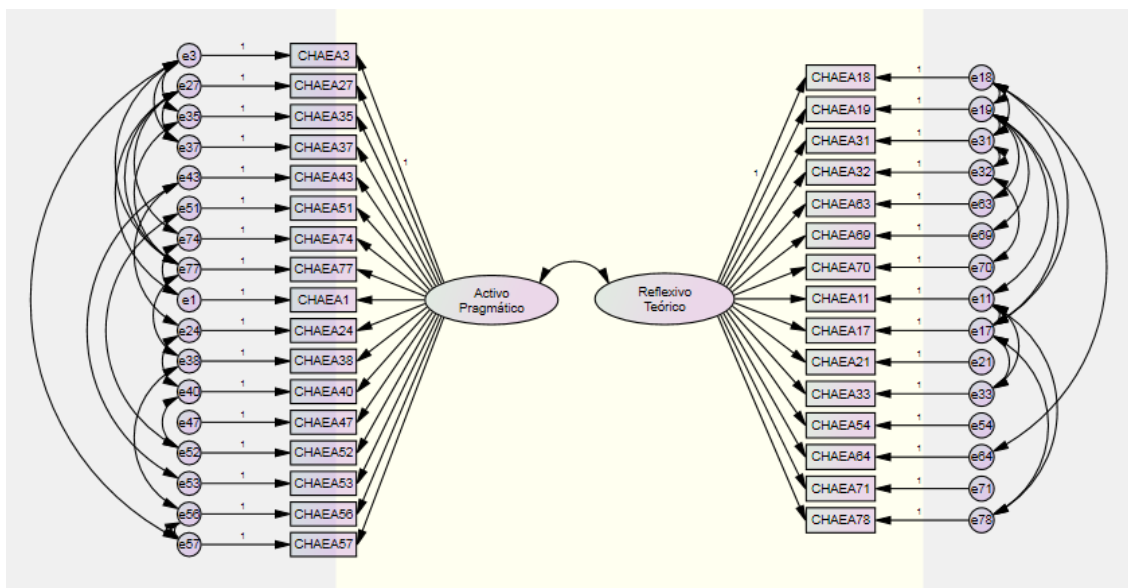 e3 1 CHAEA3
e27 1 CHAEA27
e35 1 CHAEA35
e37 1 CHAEA37
e43 1 CHAEA43
e51 1 CHAEA51
e74 1 CHAEA74
e77 1 CHAEA77
e1 1 CHAEA1
e24 1 CHAEA24
e38 1 CHAEA38
e40 1 CHAEA40
e47 1 CHAEA47
e52 1 CHAEA52
e53 1 CHAEA53
e56 1 CHAEA56
e57 1 CHAEA57
1
Activo
Pragmático
Reflexivo
Teórico
1
CHAEA18 1 e18
CHAEA19 1 e19
CHAEA31 1 e31
CHAEA32 1 e32
CHAEA63 1 e63
CHAEA69 1 e69
CHAEA70 1 e70
CHAEA11 1 e11
CHAEA17 1 e17
CHAEA21 1 e21
CHAEA33 1 e33
CHAEA54 1 e54
CHAEA64 1 e64
CHAEA71 1 e71
CHAEA78 1 e78